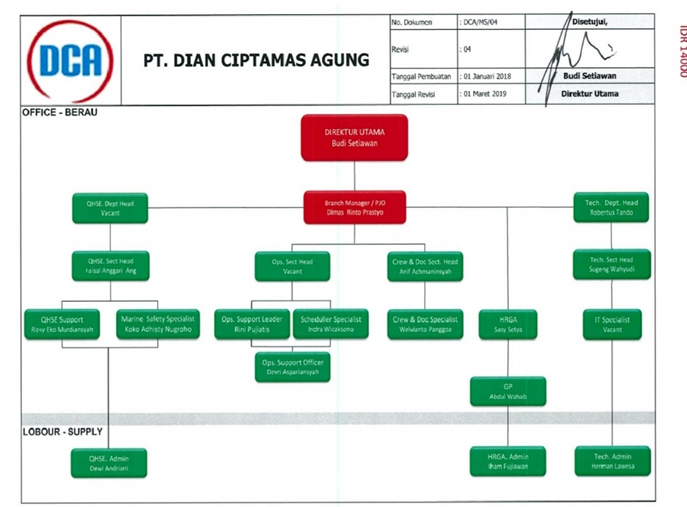 DCA
PT. DIAN CIPTAMAS AGUNG
No. Dokumen : DCA/MS/04
Revisi : 04
Tanggal Pembuatan : 01 Januari 2018
Tanggal Revisi : 01 Maret 2019
Disetujui,
Budi Setiawan
Direktur Utama
IDR 14000
OFFICE - BERAU
DIREKTUR UTAMA
Budi Setiawan
QHSE. Dept Head
Vacant
Branch Manager / PJO
Dimas Rinto Prastyo
Tech. Dept. Head
Robertus Tando
QHSE. Sect Head
Faisal Anggari Ang
Ops. Sect Head
Vacant
Crew & Doc Sect. Head
Arif Achmaninsyah
Tech. Sect Head
Sugeng Wahyudi
QHSE Support
Rizky Eko Murdiansyah
Marine Safety Specialist
Koko Adhisty Nugroho
Ops. Support Leader
Rini Pujiatis
Scheduller Specialist
Indra Wicaksono
Crew & Doc Specialist
Welvianto Panggoa
HRGA
Sasy Setya
IT Specialist
Vacant
Ops. Support Officer
Dewi Aspariansyah
GP
Abdul Wahab
LOBOUR - SUPPLY
QHSE. Admin
Dewi Andriani
HRGA. Admin
Ilham Fujiawan
Tech. Admin
Herman Lawesa